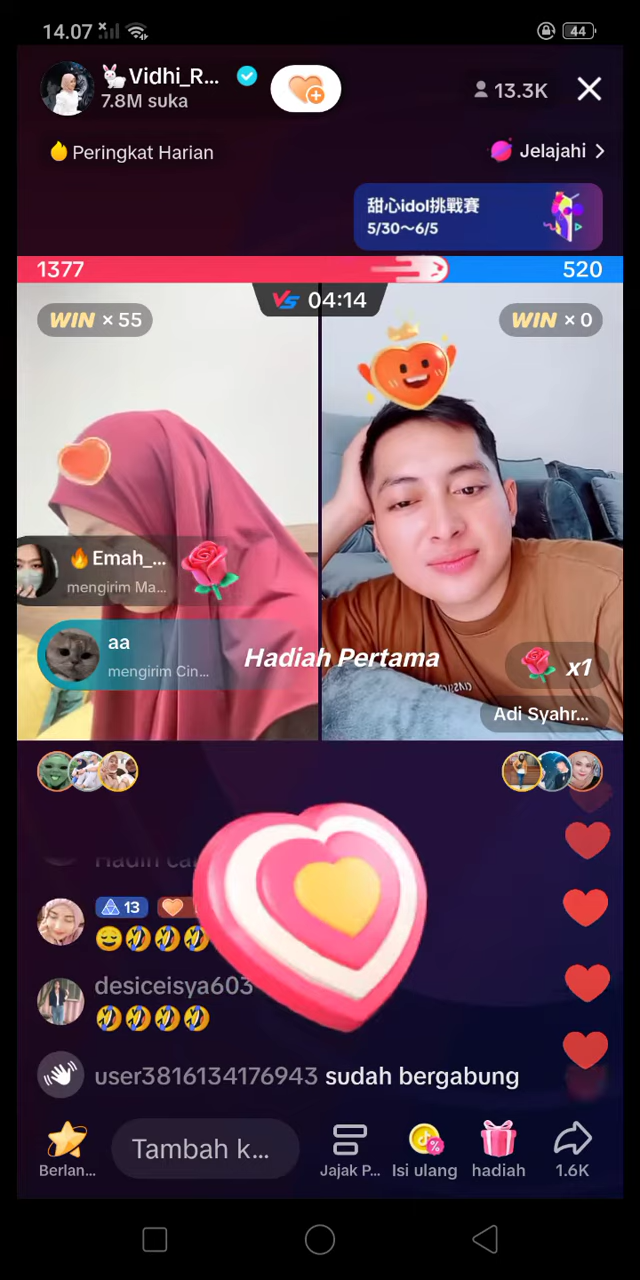 14.07
44
Vidhi_R...
7.8M suka
13.3K
Peringkat Harian
Jelajahi
甜心idol挑戰賽
5/30～6/5
1377
520
VS 04:14
WIN × 55
WIN × 0
Emah_...
mengirim Ma...
aa
mengirim Cin...
Hadiah Pertama
x1
Adi Syahr...
13
desiceisya603
user3816134176943 sudah bergabung
Tambah k...
Berlan...
Jajak P...
Isi ulang
hadiah
1.6K